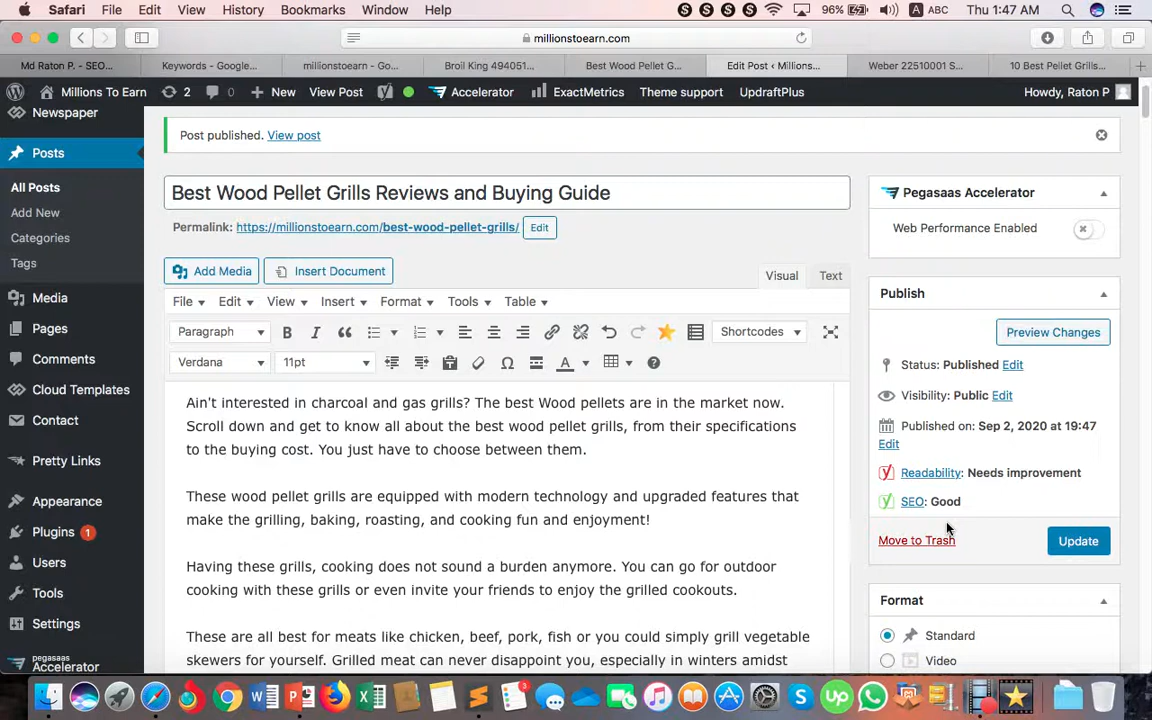 Safari File Edit View History Bookmarks Window Help 96% A ABC Thu 1:47 AM
millionstoearn.com
Md Raton P. - SEO... Keywords - Google... millionstoearn - Go... Broil King 494051... Best Wood Pellet G... Edit Post ‹ Millions... Weber 22510001 S... 10 Best Pellet Grills...
Millions To Earn 2 0 New View Post Accelerator ExactMetrics Theme support UpdraftPlus Howdy, Raton P
Newspaper
Posts
All Posts
Add New
Categories
Tags
Media
Pages
Comments
Cloud Templates
Contact
Pretty Links
Appearance
Plugins 1
Users
Tools
Settings
pegasaas
Accelerator
Post published. View post
Best Wood Pellet Grills Reviews and Buying Guide
Permalink: https://millionstoearn.com/best-wood-pellet-grills/ Edit
Add Media Insert Document Visual Text
File Edit View Insert Format Tools Table
Paragraph B I Shortcodes
Verdana 11pt A
Ain't interested in charcoal and gas grills? The best Wood pellets are in the market now.
Scroll down and get to know all about the best wood pellet grills, from their specifications
to the buying cost. You just have to choose between them.
These wood pellet grills are equipped with modern technology and upgraded features that
make the grilling, baking, roasting, and cooking fun and enjoyment!
Having these grills, cooking does not sound a burden anymore. You can go for outdoor
cooking with these grills or even invite your friends to enjoy the grilled cookouts.
These are all best for meats like chicken, beef, pork, fish or you could simply grill vegetable
skewers for yourself. Grilled meat can never disappoint you, especially in winters amidst
Pegasaas Accelerator
Web Performance Enabled
Publish
Preview Changes
Status: Published Edit
Visibility: Public Edit
Published on: Sep 2, 2020 at 19:47
Edit
Readability: Needs improvement
SEO: Good
Move to Trash Update
Format
Standard
Video